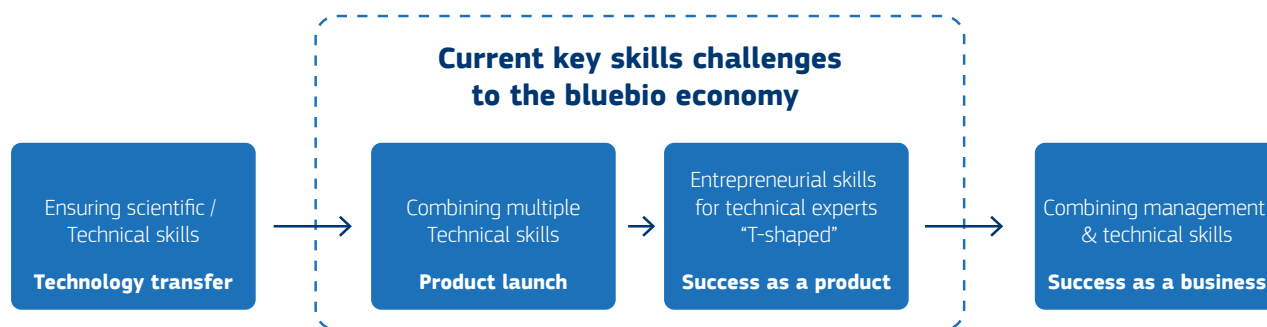 Current key skills challenges
to the bluebio economy
Ensuring scientific /
Technical skills
Technology transfer
Combining multiple
Technical skills
Product launch
Entrepreneurial skills
for technical experts
“T-shaped”
Success as a product
Combining management
& technical skills
Success as a business